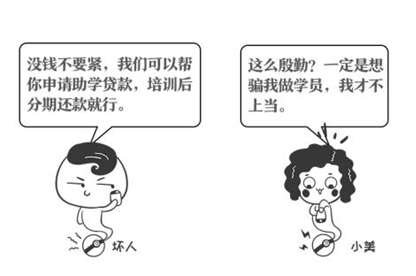 没钱不要紧，我们可以帮
你申请助学贷款，培训后
分期还款就行。
这么殷勤？一定是想
骗我做学员，我才不
上当。
坏人
小美